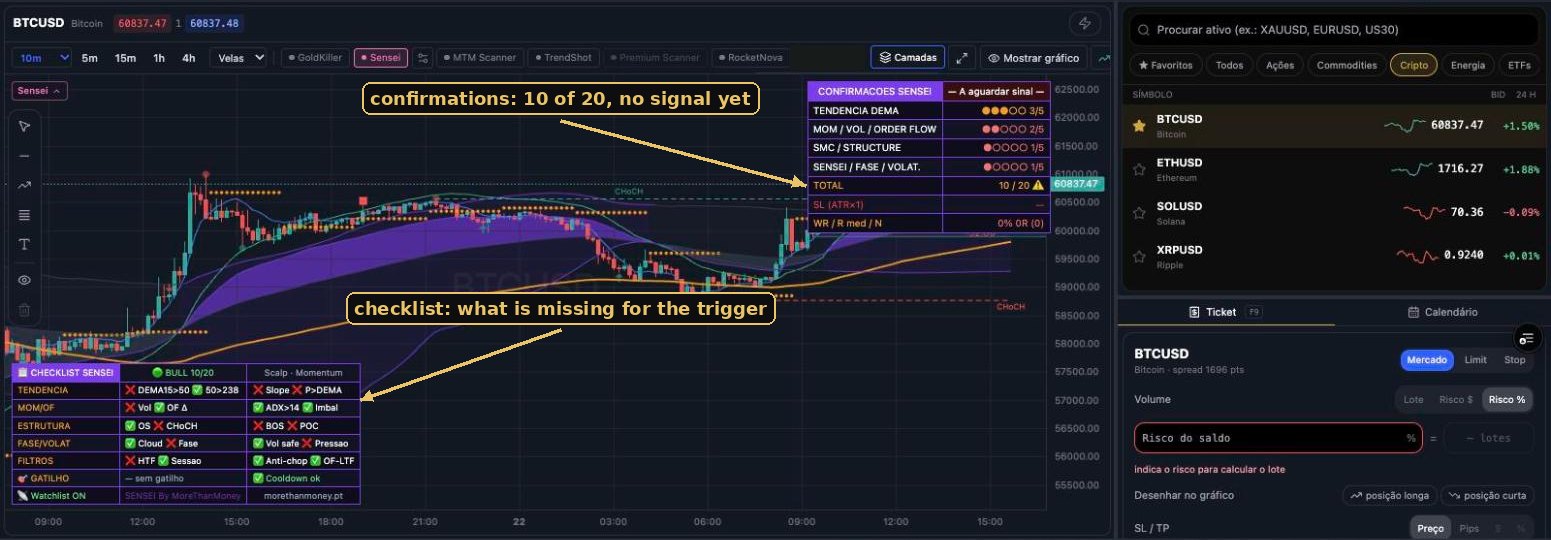 BTCUSD Bitcoin 60837.47 1 60837.48
10m 5m 15m 1h 4h Velas GoldKiller Sensei MTM Scanner TrendShot Premium Scanner RocketNova Camadas Mostrar gráfico
Sensei
confirmations: 10 of 20, no signal yet
CONFIRMACOES SENSEI — A aguardar sinal —
TENDENCIA DEMA 3/5
MOM / VOL / ORDER FLOW 2/5
SMC / STRUCTURE 1/5
SENSEI / FASE / VOLAT. 1/5
TOTAL 10 / 20
SL (ATR×1) —
WR / R med / N 0% 0R (0)
CHoCH
BTCUSD
CHoCH
checklist: what is missing for the trigger
62500.00
62000.00
61500.00
61000.00
60837.47
60500.00
60000.00
59500.00
59000.00
58500.00
58000.00
57500.00
57000.00
56500.00
56000.00
55500.00
CHECKLIST SENSEI BULL 10/20 Scalp · Momentum
TENDENCIA ❌ DEMA15>50 ✅ 50>238 ❌ Slope ❌ P>DEMA
MOM/OF ❌ Vol ✅ OF Δ ✅ ADX>14 ✅ Imbal
ESTRUTURA ✅ OS ❌ CHoCH ❌ BOS ❌ POC
FASE/VOLAT ✅ Cloud ❌ Fase ✅ Vol safe ❌ Pressao
FILTROS ❌ HTF ✅ Sessao ✅ Anti-chop ✅ OF-LTF
GATILHO — sem gatilho ✅ Cooldown ok
Watchlist ON SENSEI By MoreThanMoney morethanmoney.pt
09:00 12:00 15:00 18:00 21:00 22 03:00 06:00 09:00 12:00 15:00
Procurar ativo (ex.: XAUUSD, EURUSD, US30)
Favoritos Todos Ações Commodities Cripto Energia ETFs
SÍMBOLO BID 24 H
BTCUSD 60837.47 +1.50%
Bitcoin
ETHUSD 1716.27 +1.88%
Ethereum
SOLUSD 70.36 -0.09%
Solana
XRPUSD 0.9240 +0.01%
Ripple
Ticket F9 Calendário
BTCUSD
Bitcoin · spread 1696 pts
Mercado Limit Stop
Volume Lote Risco $ Risco %
Risco do saldo % = — lotes
indica o risco para calcular o lote
Desenhar no gráfico posição longa posição curta
SL / TP Preço Pips $ %